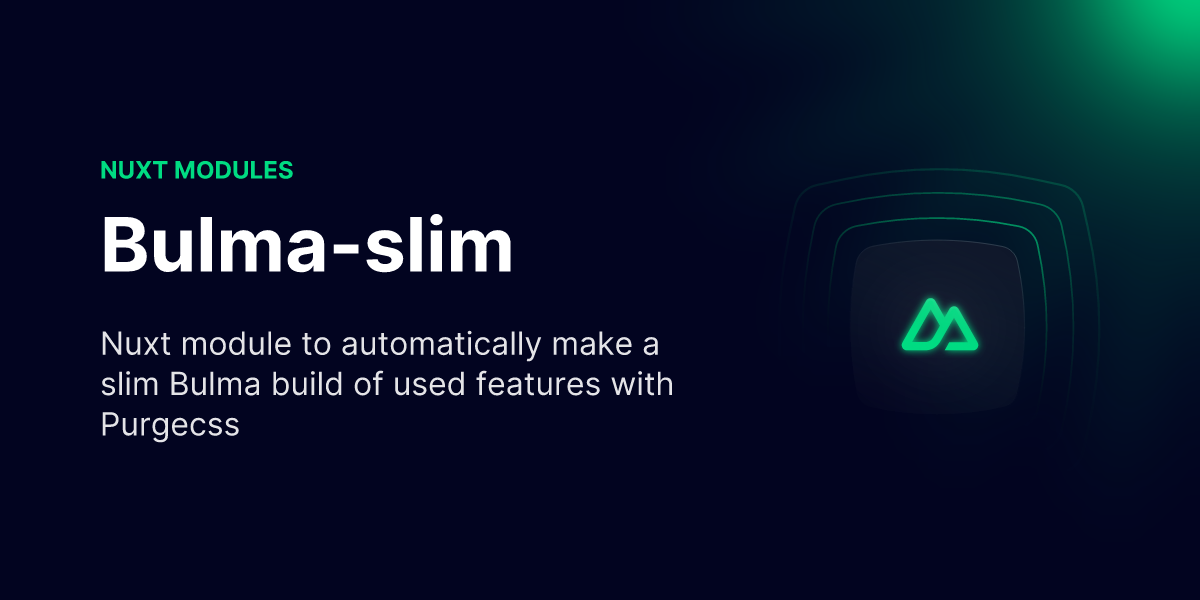 NUXT MODULES
Bulma-slim
Nuxt module to automatically make a
slim Bulma build of used features with
Purgecss